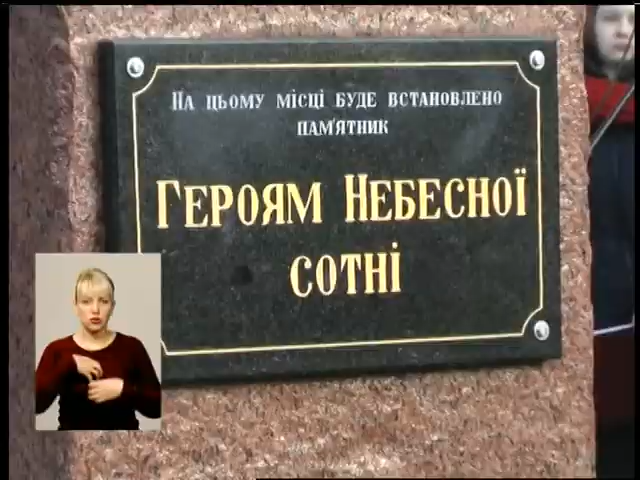 На цьому місці буде встановлено
пам'ятник
Героям Небесної
сотні